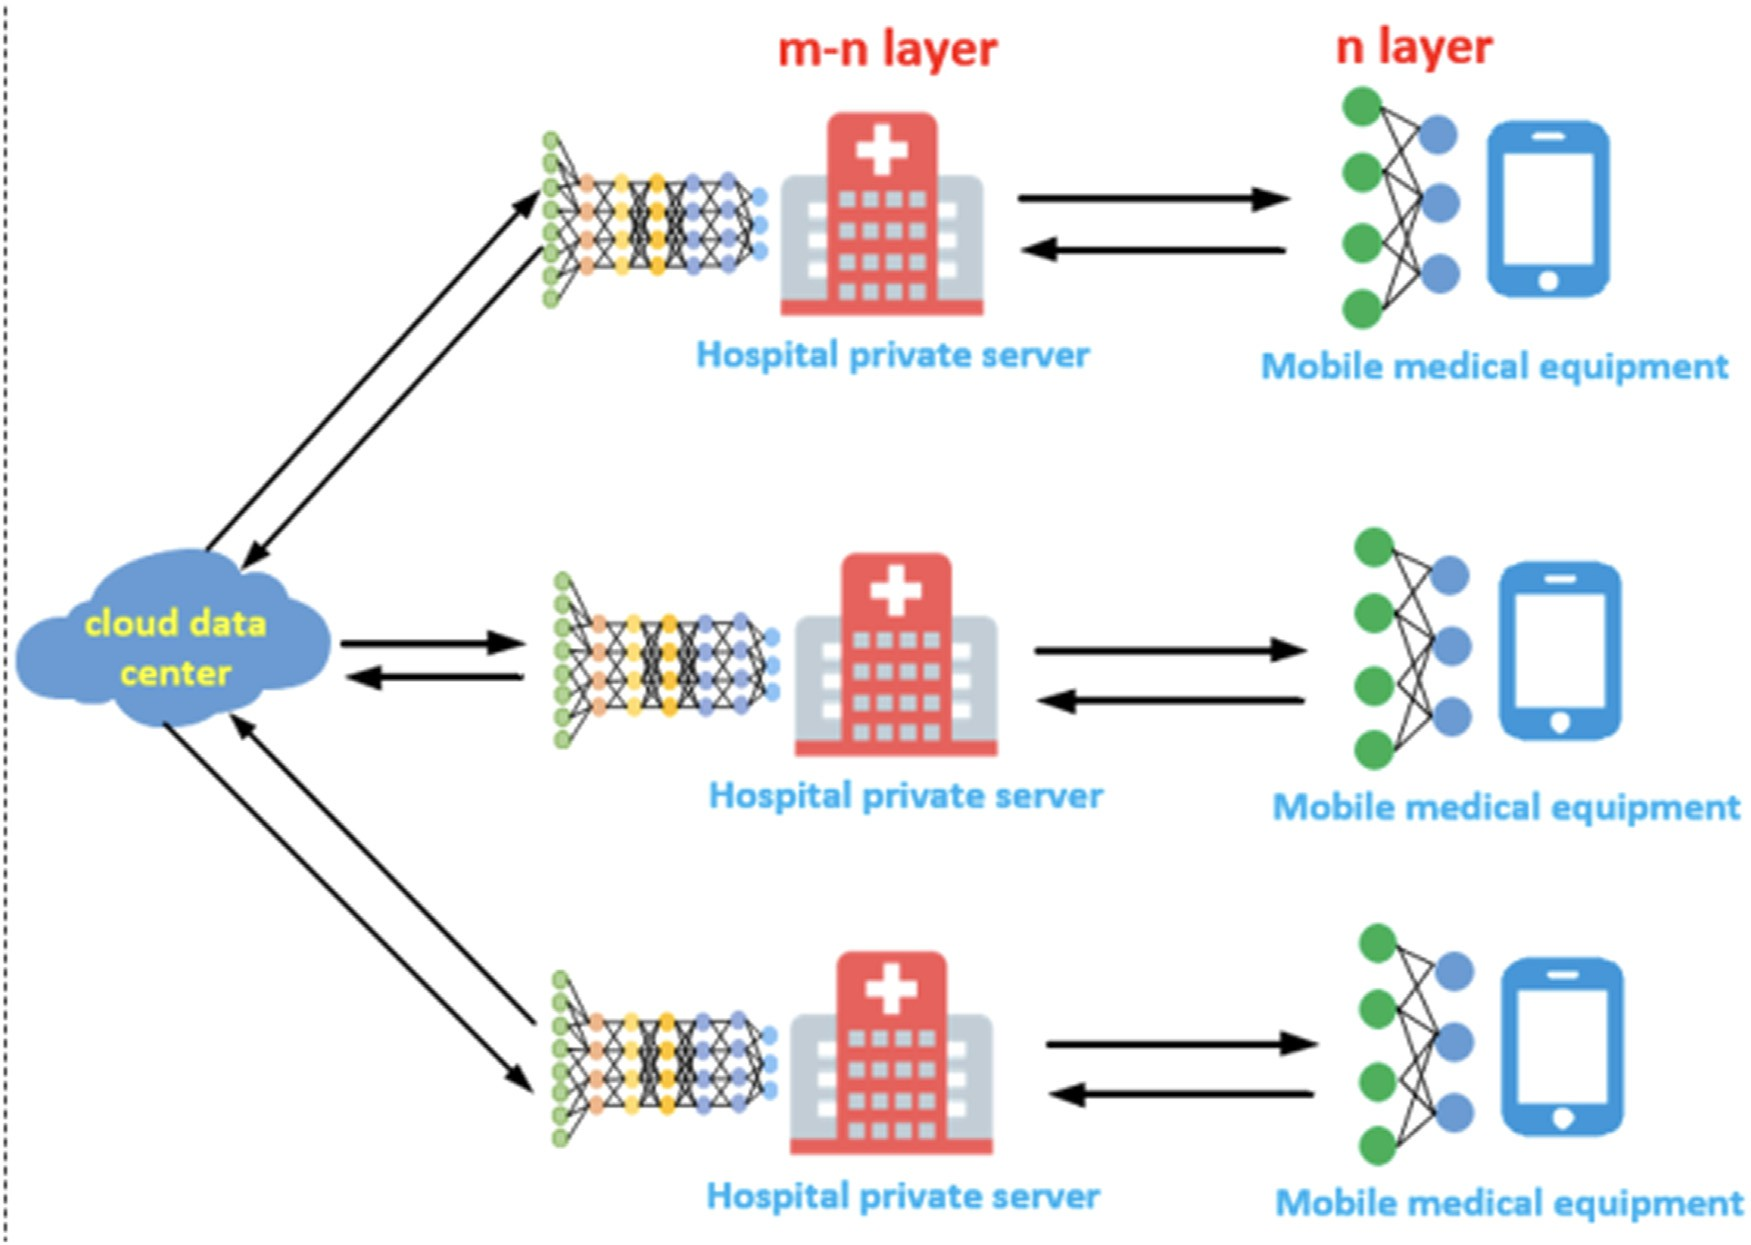 m-n layer
n layer
Hospital private server
Mobile medical equipment
cloud data
center
Hospital private server
Mobile medical equipment
Hospital private server
Mobile medical equipment